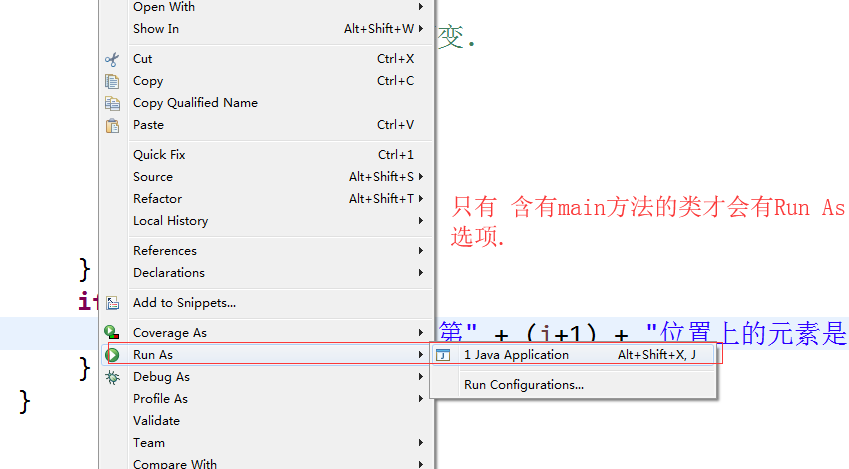 Open With
Show In Alt+Shift+W
变.
Cut Ctrl+X
Copy Ctrl+C
Copy Qualified Name
Paste Ctrl+V
Quick Fix Ctrl+1
Source Alt+Shift+S
Refactor Alt+Shift+T
只有 含有main方法的类才会有Run As
Local History
选项.
References
}
Declarations
i
Add to Snippets...
Coverage As
第" + (i+1) + "位置上的元素是
Run As
1 Java Application Alt+Shift+X, J
}
Debug As
Run Configurations...
Profile As
}
Validate
Team
Compare With